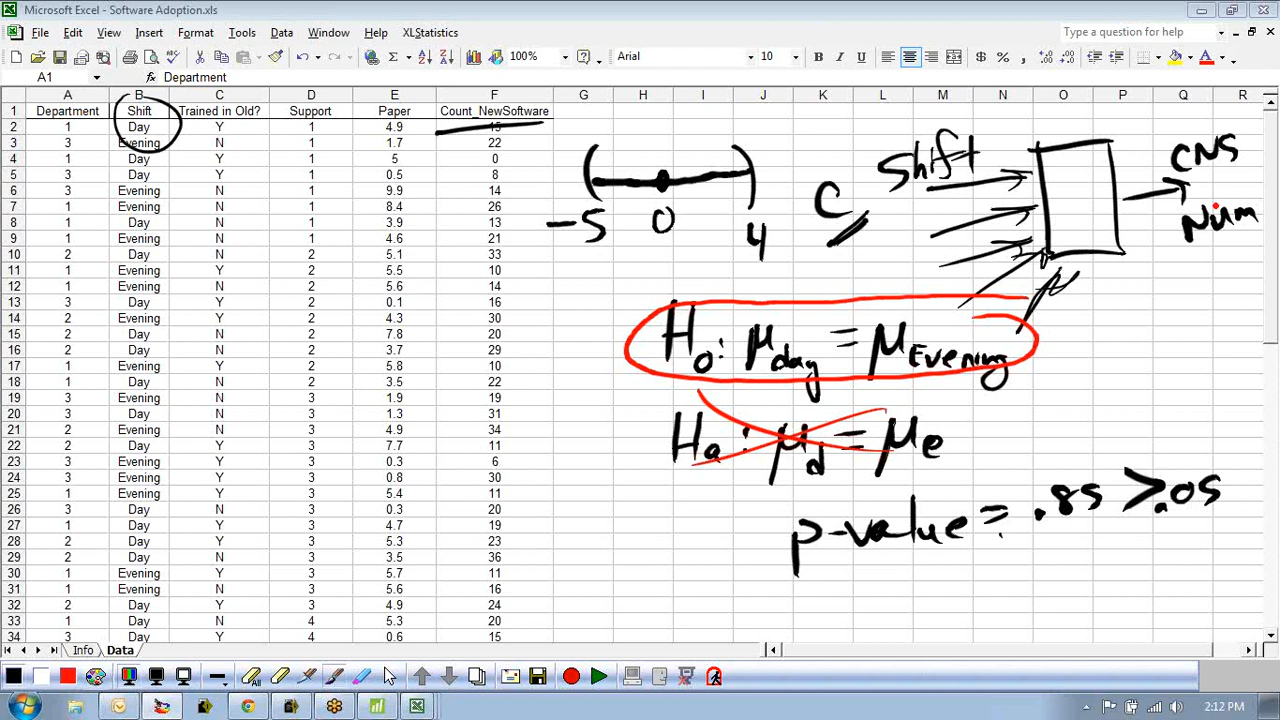 Microsoft Excel - Software Adoption.xls
File Edit View Insert Format Tools Data Window Help XLStatistics Type a question for help
100% Arial 10 B I U $ %
A1 fx Department
A B C D E F G H I J K L M N O P Q R
1 Department Shift Trained in Old? Support Paper Count_NewSoftware
2 1 Day Y 1 4.9 15
3 3 Evening N 1 1.7 22
4 1 Day Y 1 5 0
5 3 Day Y 1 0.5 8
6 3 Evening N 1 9.9 14
7 1 Evening N 1 8.4 26
8 1 Day N 1 3.9 13
9 1 Evening N 1 4.6 21
10 2 Day N 2 5.1 33
11 1 Evening Y 2 5.5 10
12 1 Evening N 2 5.6 14
13 3 Day Y 2 0.1 16
14 2 Evening Y 2 4.3 30
15 2 Day N 2 7.8 20
16 2 Day N 2 3.7 29
17 1 Evening Y 2 5.8 10
18 1 Day N 2 3.5 22
19 3 Evening N 3 1.9 19
20 3 Day N 3 1.3 31
21 2 Evening N 3 4.9 34
22 2 Day Y 3 7.7 11
23 3 Evening Y 3 0.3 6
24 3 Evening Y 3 0.8 30
25 1 Evening Y 3 5.4 11
26 3 Day N 3 0.3 20
27 1 Day Y 3 4.7 19
28 2 Day Y 3 5.3 23
29 2 Day N 3 3.5 36
30 1 Evening Y 3 5.7 11
31 1 Evening N 3 5.6 16
32 2 Day Y 3 4.9 24
33 1 Day N 4 5.3 20
34 3 Day Y 4 0.6 15
( )
-5 0 4
C
Shift
CNS
Num
N
H0: μday = μEvening
Ha: μd = μe
p-value = .85 > .05
Info Data
2:12 PM